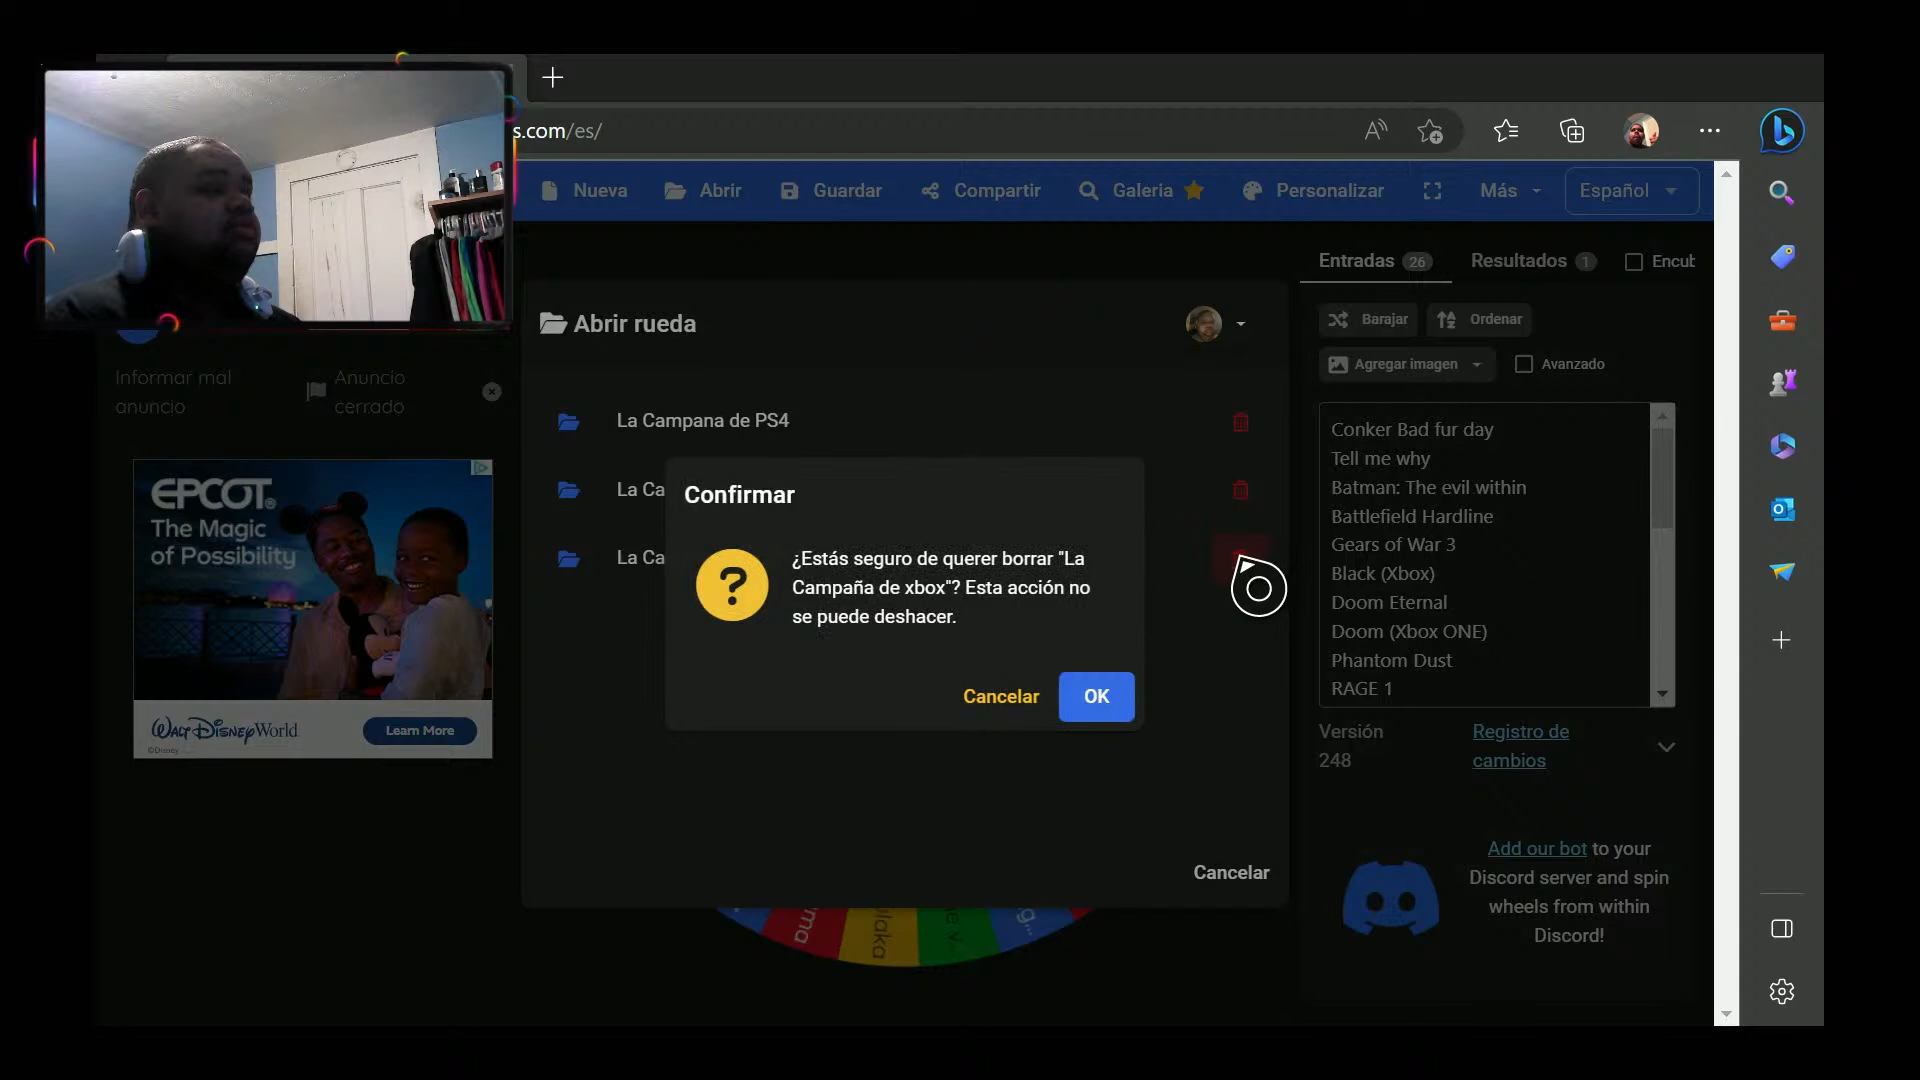 s.com/es/
Nueva
Abrir
Guardar
Compartir
Galeria
Personalizar
Más
Español
Entradas 26
Resultados 1
Encub
Abrir rueda
Barajar
Ordenar
Informar mal
anuncio
Anuncio
cerrado
Agregar imagen
Avanzado
La Campana de PS4
La Ca
La Ca
Confirmar
¿Estás seguro de querer borrar "La
Campaña de xbox"? Esta acción no
se puede deshacer.
Cancelar
OK
Cancelar
Conker Bad fur day
Tell me why
Batman: The evil within
Battlefield Hardline
Gears of War 3
Black (Xbox)
Doom Eternal
Doom (Xbox ONE)
Phantom Dust
RAGE 1
EPCOT
The Magic
of Possibility
Walt Disney World
©Disney
Learn More
Versión
248
Registro de
cambios
Add our bot to your
Discord server and spin
wheels from within
Discord!
ma
laka
g...